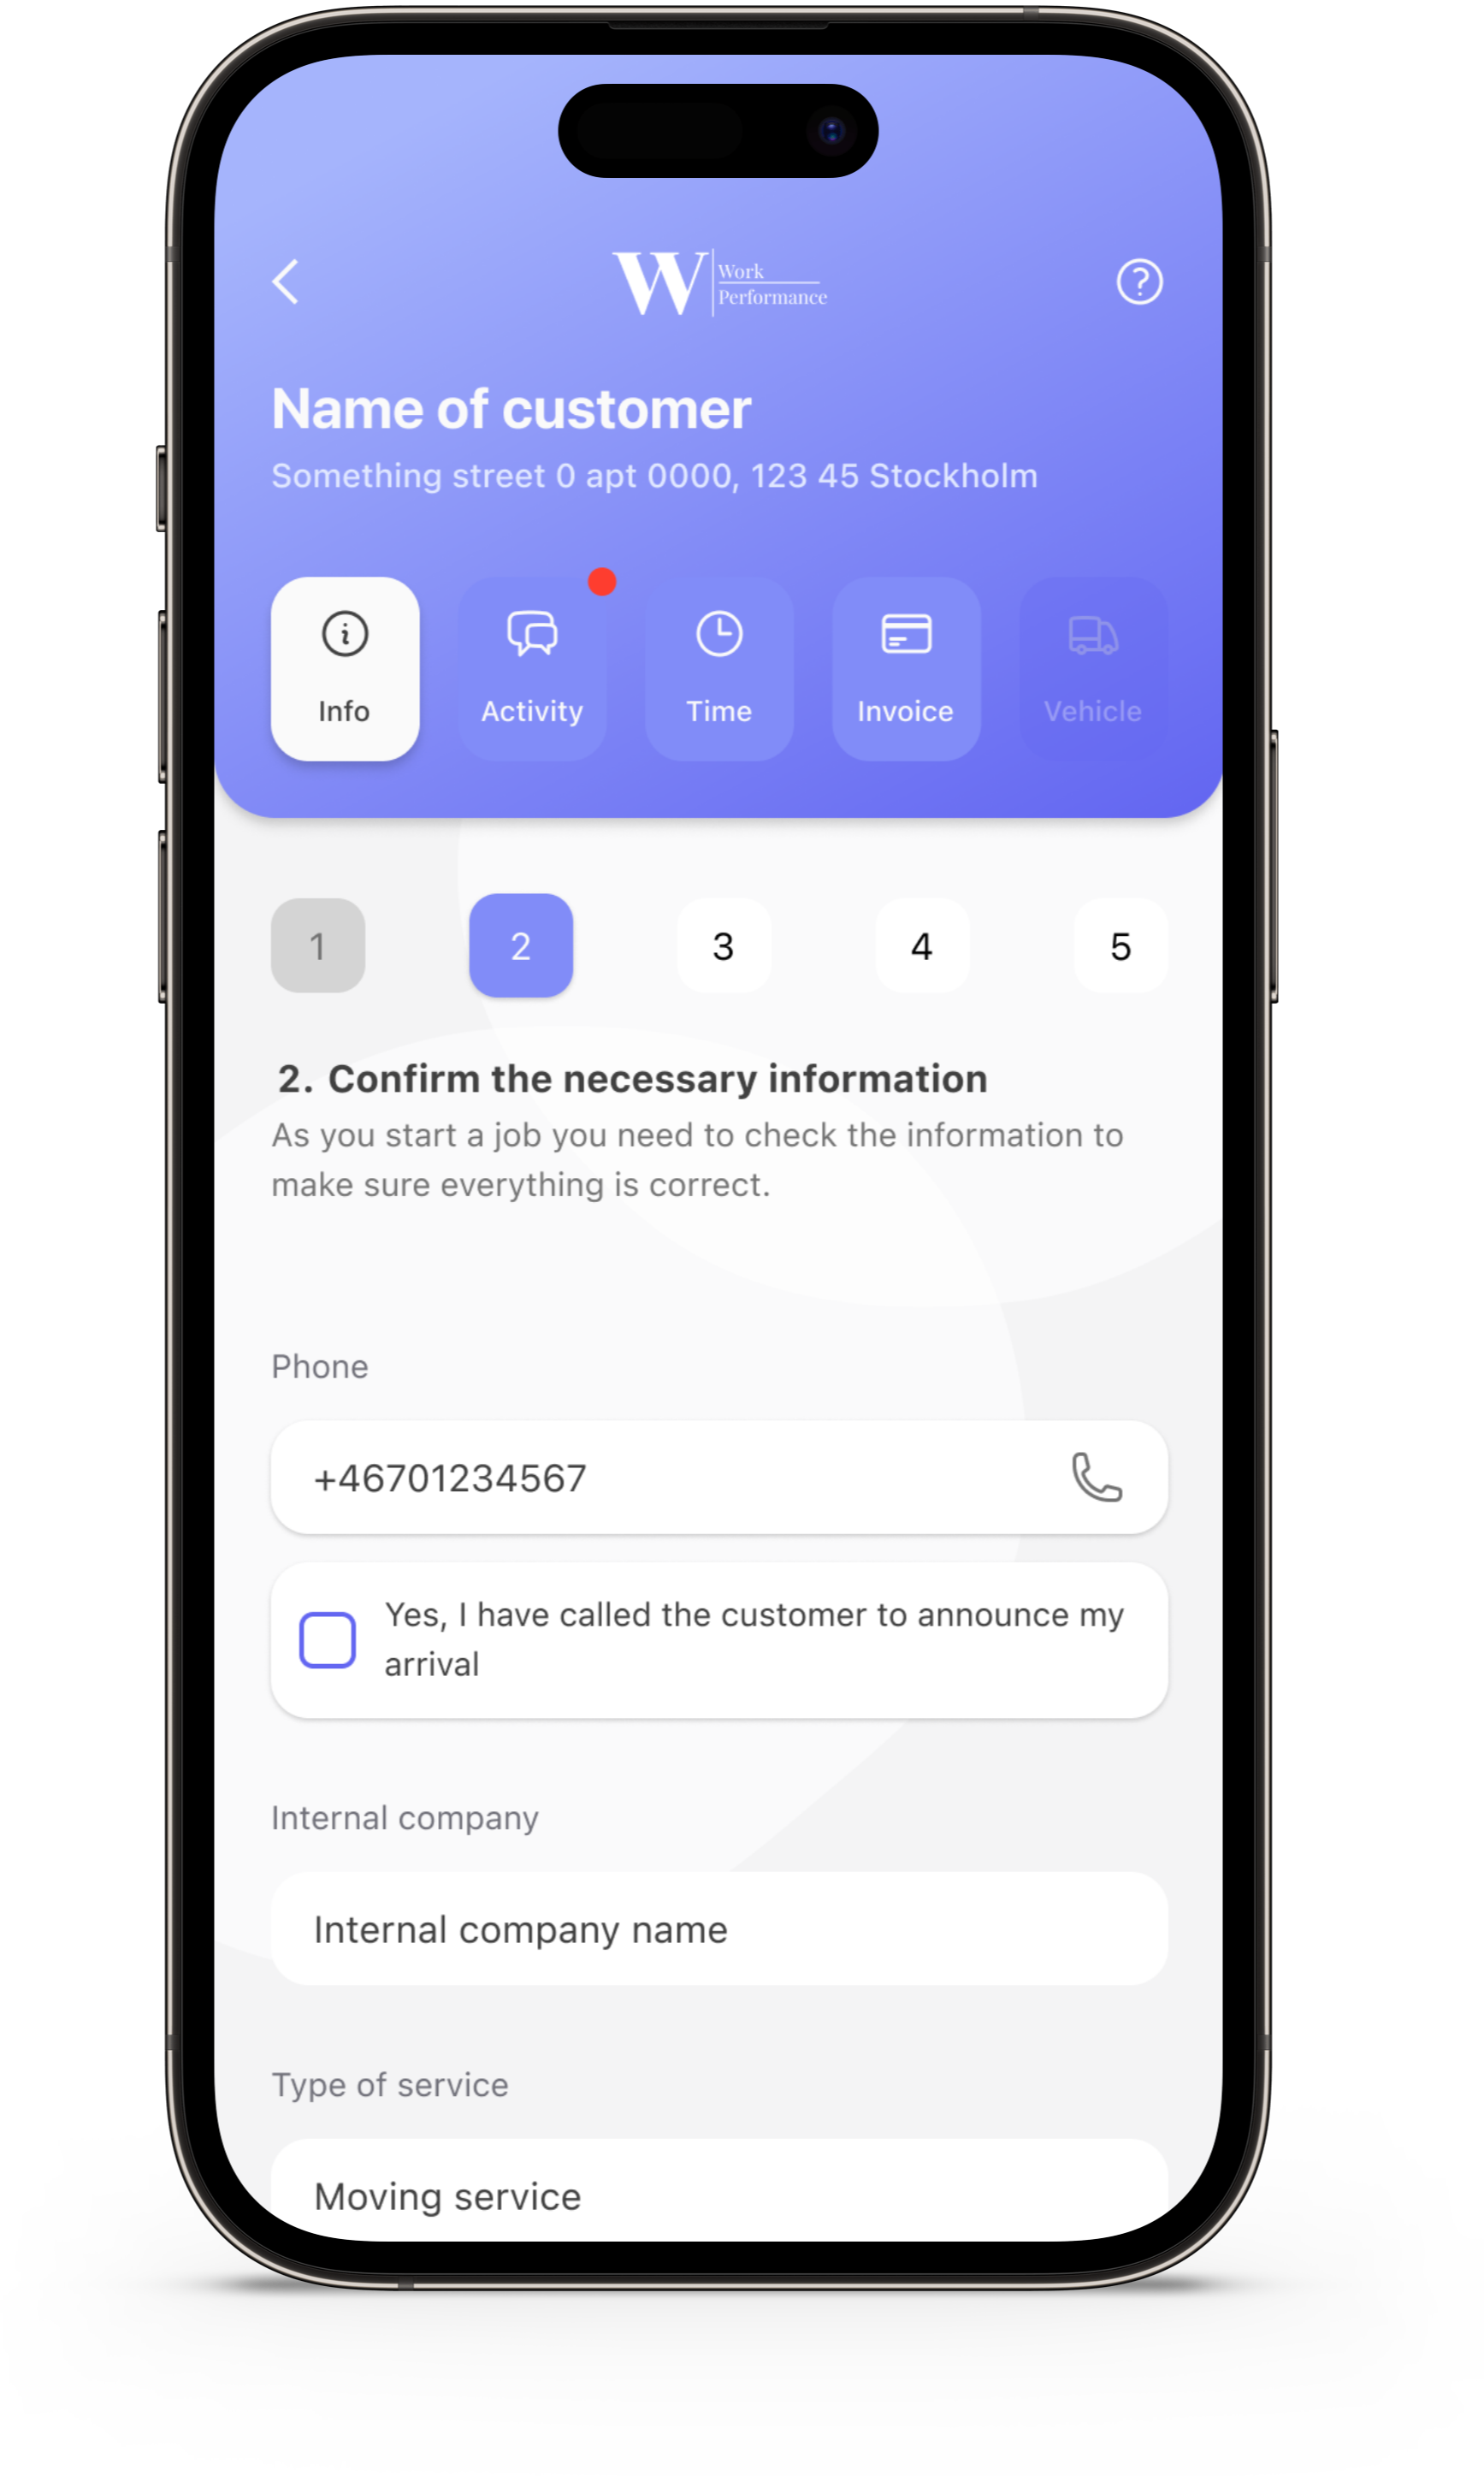 W
Work
Performance
Name of customer
Something street 0 apt 0000, 123 45 Stockholm
Info
Activity
Time
Invoice
Vehicle
1
2
3
4
5
2. Confirm the necessary information
As you start a job you need to check the information to
make sure everything is correct.
Phone
+46701234567
Yes, I have called the customer to announce my
arrival
Internal company
Internal company name
Type of service
Moving service